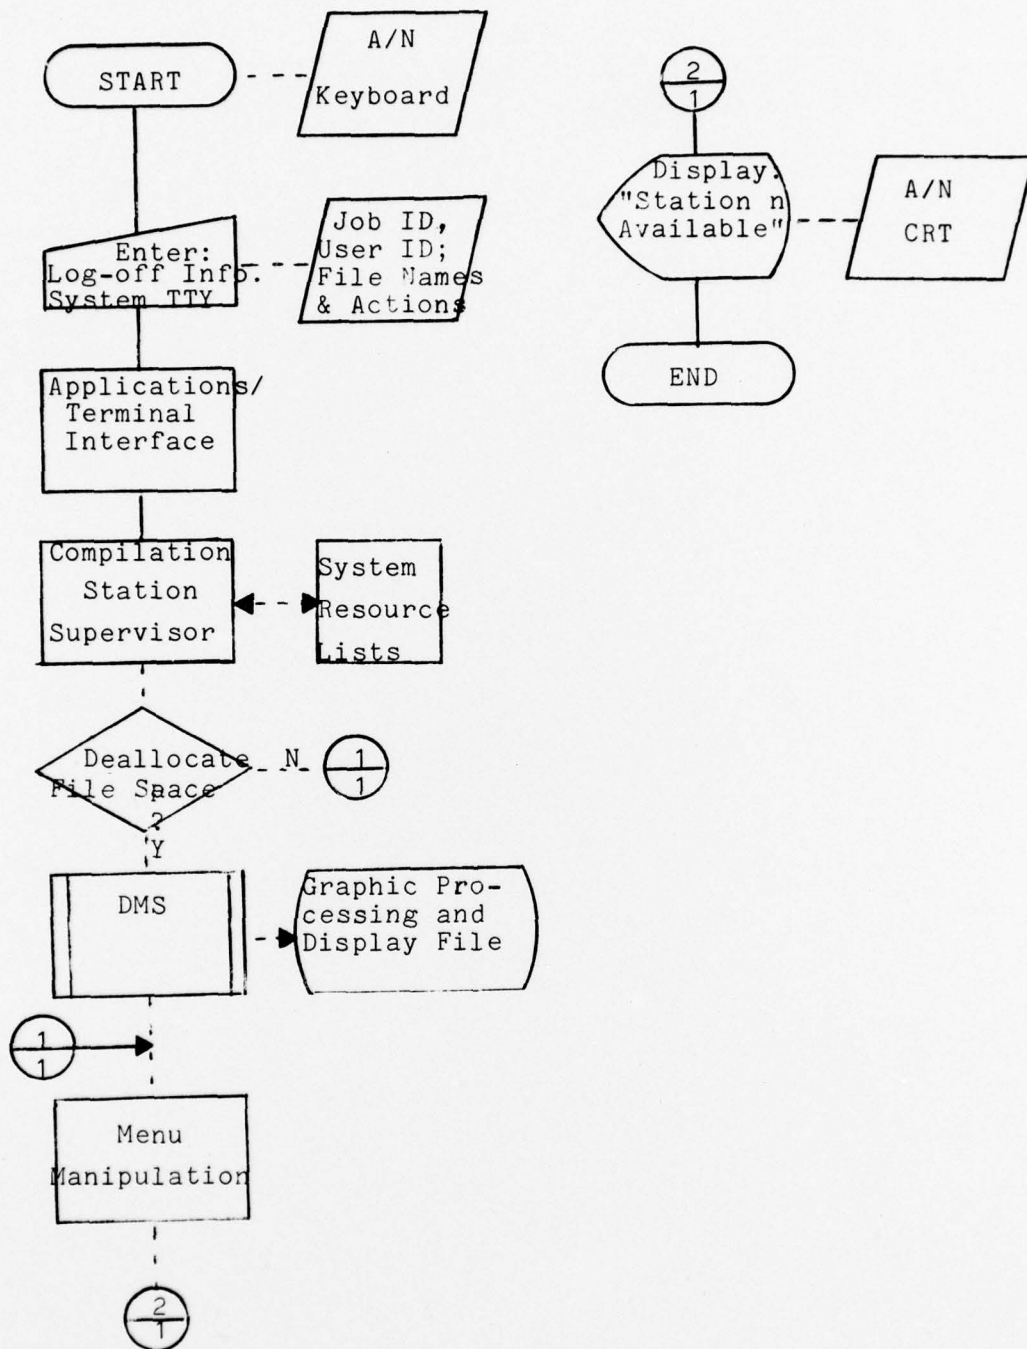 START
A/N
Keyboard
Enter:
Log-off Info.
System TTY
Job ID,
User ID;
File Names
& Actions
Applications/
Terminal
Interface
Compilation
Station
Supervisor
System
Resource
Lists
Deallocate
File Space
?
N
1
1
Y
DMS
Graphic Pro-
cessing and
Display File
1
1
Menu
Manipulation
2
1
2
1
Display:
"Station n
Available"
A/N
CRT
END